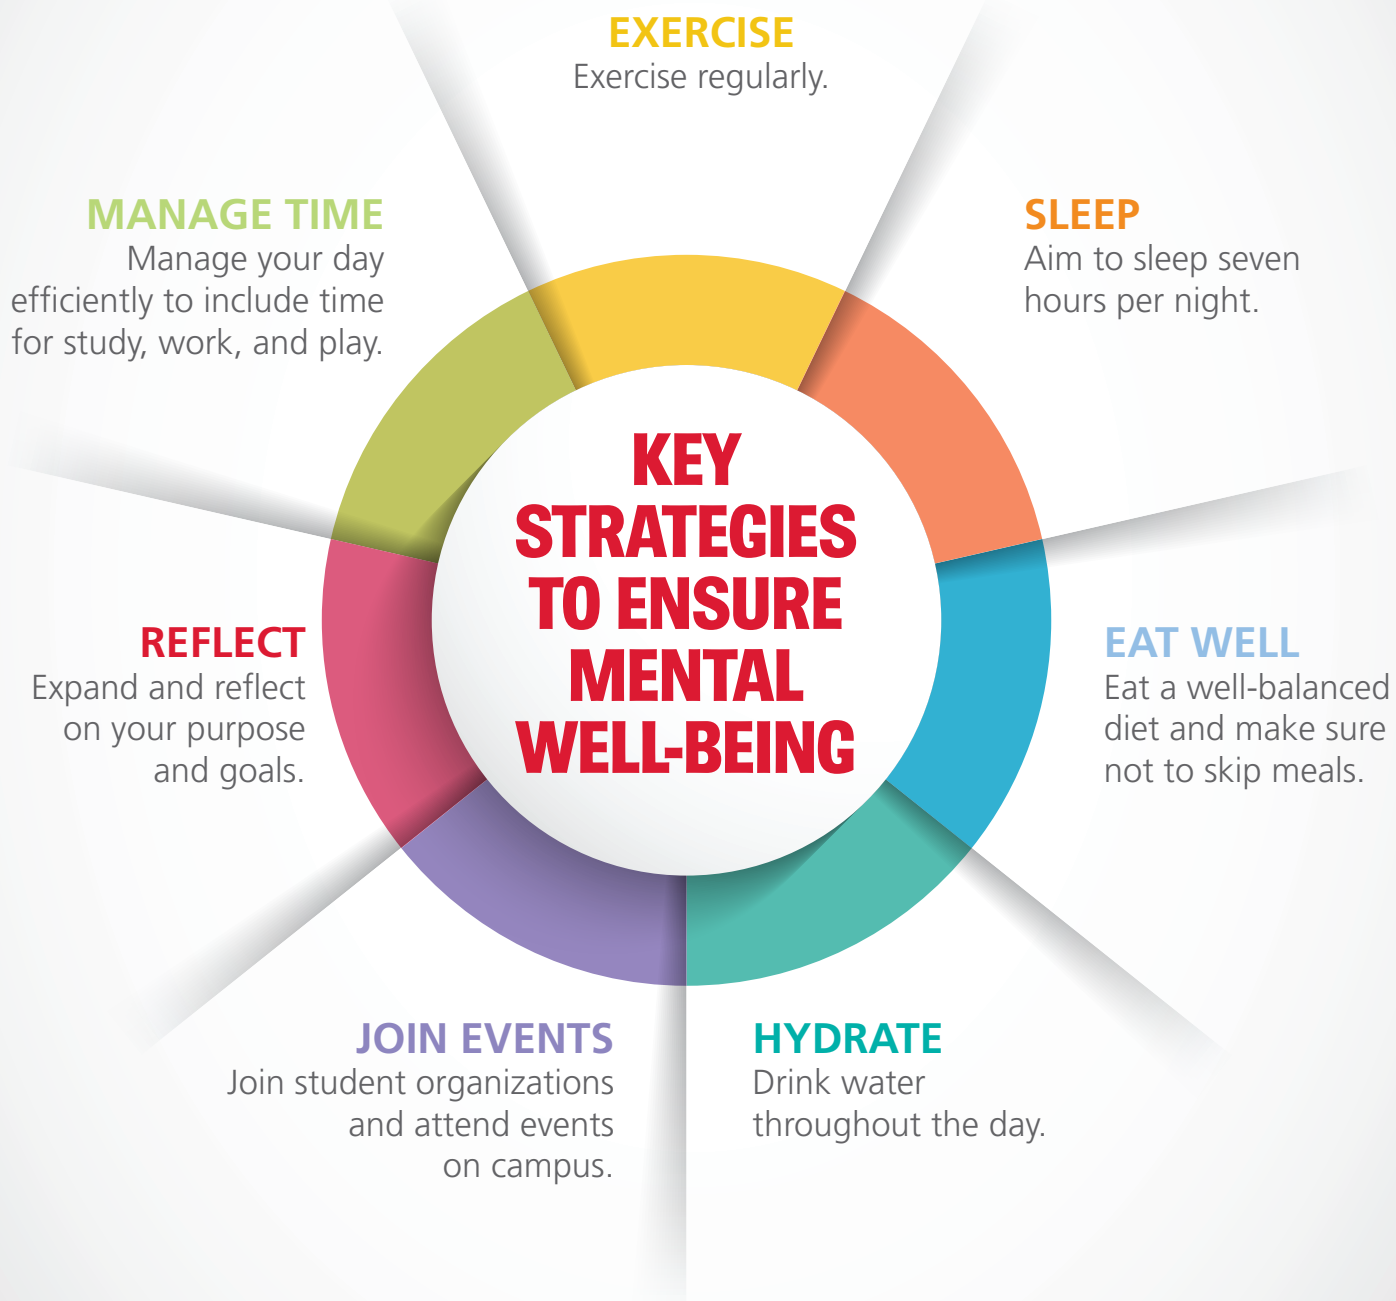 EXERCISE
Exercise regularly.
SLEEP
Aim to sleep seven
hours per night.
EAT WELL
Eat a well-balanced
diet and make sure
not to skip meals.
HYDRATE
Drink water
throughout the day.
JOIN EVENTS
Join student organizations
and attend events
on campus.
REFLECT
Expand and reflect
on your purpose
and goals.
MANAGE TIME
Manage your day
efficiently to include time
for study, work, and play.
KEY
STRATEGIES
TO ENSURE
MENTAL
WELL-BEING